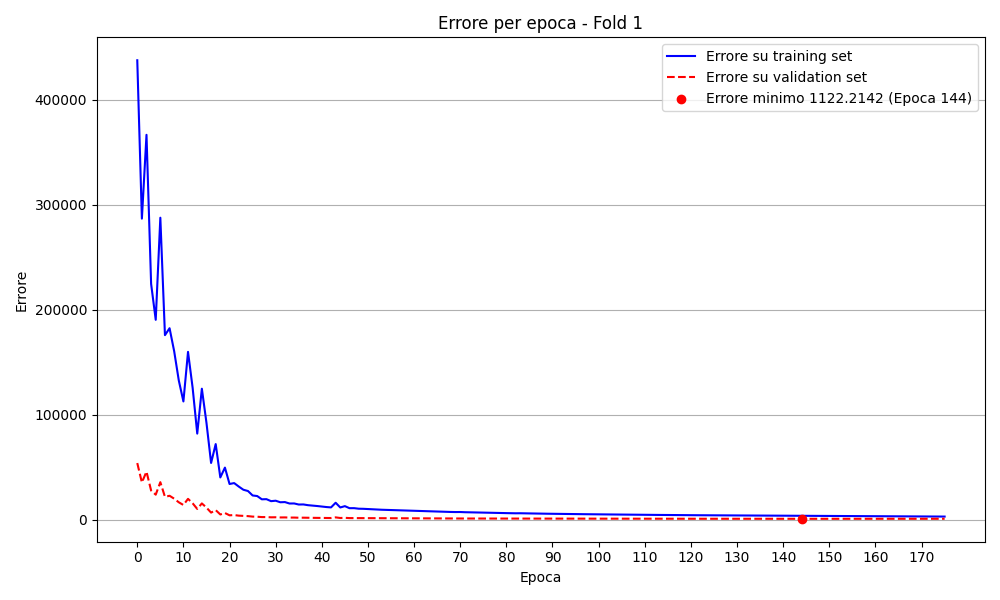 Errore per epoca - Fold 1
Errore su training set
Errore su validation set
Errore minimo 1122.2142 (Epoca 144)
400000
300000
200000
100000
0
Errore
0 10 20 30 40 50 60 70 80 90 100 110 120 130 140 150 160 170
Epoca